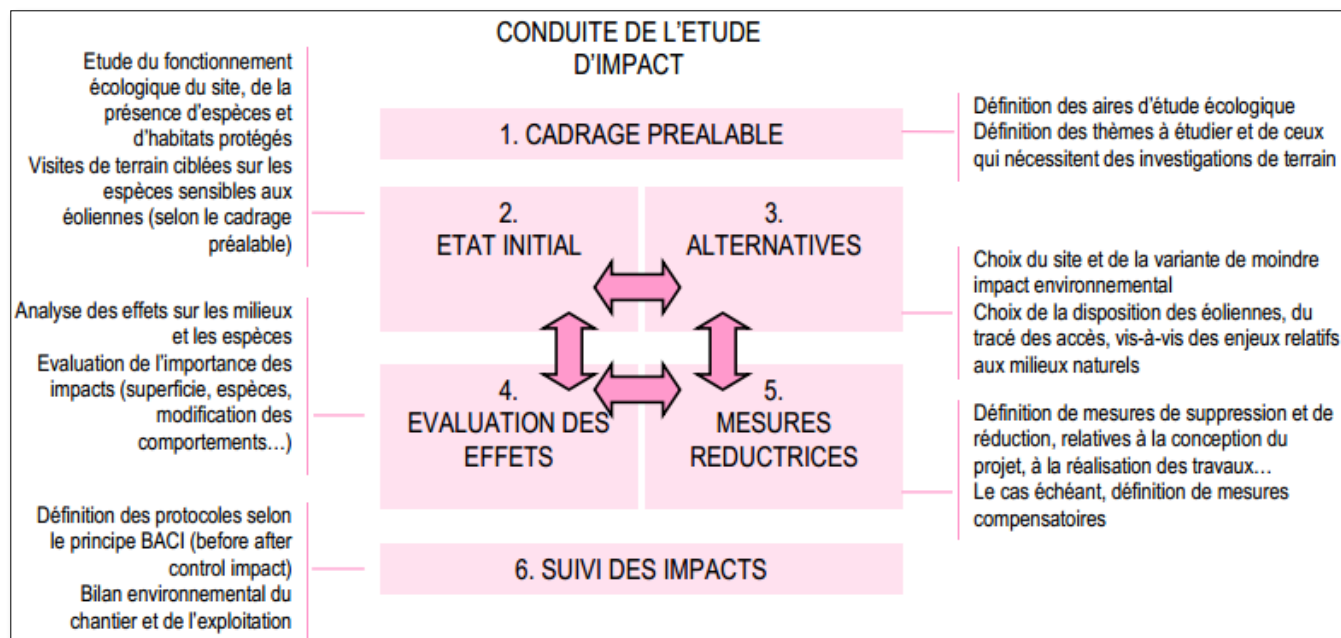 CONDUITE DE L'ETUDE
D'IMPACT
Etude du fonctionnement
écologique du site, de la
présence d'espèces et
d'habitats protégés
Visites de terrain ciblées sur les
espèces sensibles aux
éoliennes (selon le cadrage
préalable)
1. CADRAGE PREALABLE
Définition des aires d'étude écologique
Définition des thèmes à étudier et de ceux
qui nécessitent des investigations de terrain
2.
ETAT INITIAL
3.
ALTERNATIVES
Choix du site et de la variante de moindre
impact environnemental
Choix de la disposition des éoliennes, du
tracé des accès, vis-à-vis des enjeux relatifs
aux milieux naturels
Analyse des effets sur les milieux
et les espèces
Evaluation de l'importance des
impacts (superficie, espèces,
modification des
comportements…)
4.
EVALUATION DES
EFFETS
5.
MESURES
REDUCTRICES
Définition de mesures de suppression et de
réduction, relatives à la conception du
projet, à la réalisation des travaux…
Le cas échéant, définition de mesures
compensatoires
Définition des protocoles selon
le principe BACI (before after
control impact)
Bilan environnemental du
chantier et de l'exploitation
6. SUIVI DES IMPACTS